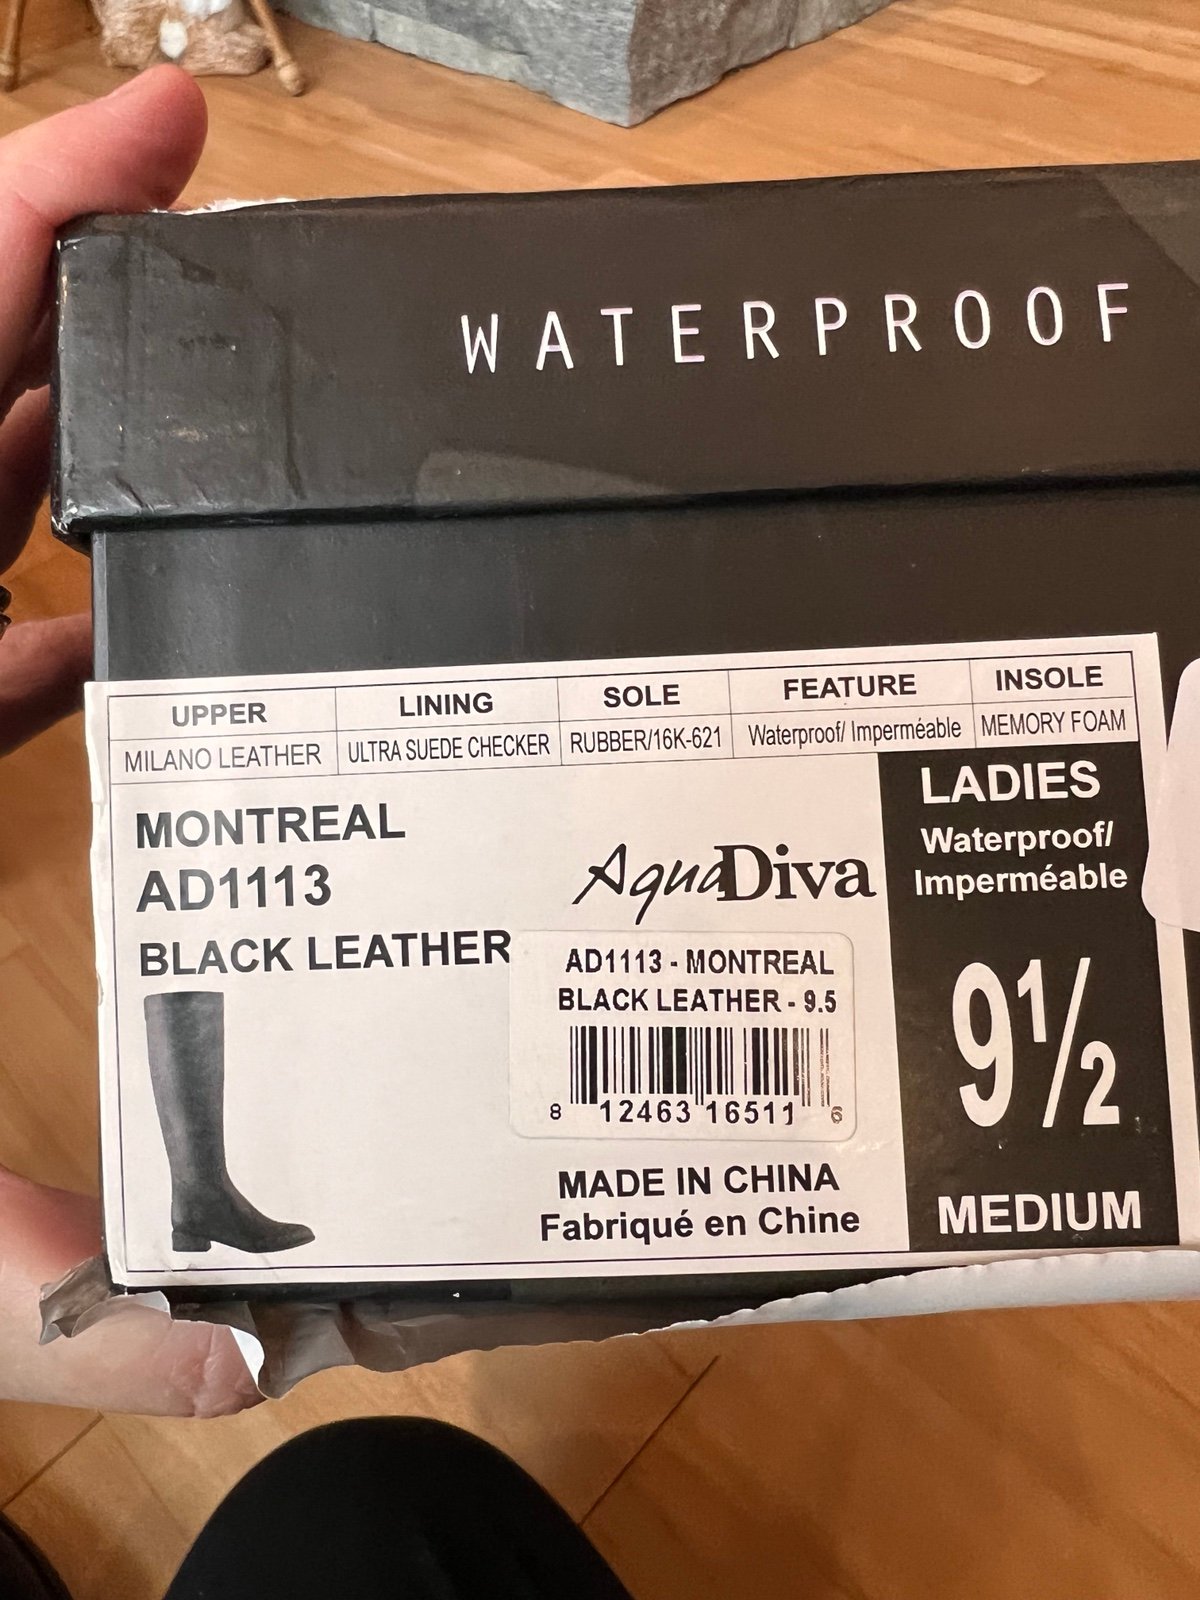 WATERPROOF
UPPER LINING SOLE FEATURE INSOLE
MILANO LEATHER ULTRA SUEDE CHECKER RUBBER/16K-621 Waterproof/ Imperméable MEMORY FOAM
MONTREAL
AD1113
BLACK LEATHER
AquaDiva
AD1113 - MONTREAL
BLACK LEATHER - 9.5
8 12463 16511 6
MADE IN CHINA
Fabriqué en Chine
LADIES
Waterproof/
Imperméable
9½
MEDIUM